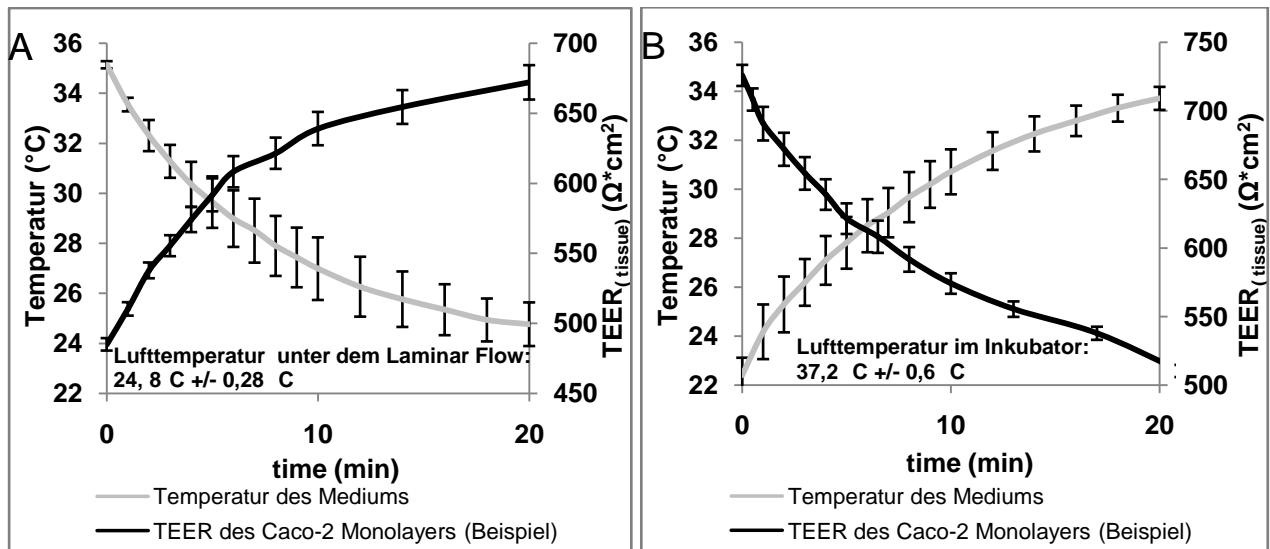 A
Temperatur (°C)
36
34
32
30
28
26
24
22
700
650
600
550
500
450
TEER(tissue) (Ω*cm²)
Lufttemperatur unter dem Laminar Flow:
24, 8 C +/- 0,28 C
0 10 20
time (min)
Temperatur des Mediums
TEER des Caco-2 Monolayers (Beispiel)
B
Temperatur (°C)
36
34
32
30
28
26
24
22
750
700
650
600
550
500
TEER(tissue) (Ω*cm²)
Lufttemperatur im Inkubator:
37,2 C +/- 0,6 C
0 10 20
time (min)
Temperatur des Mediums
TEER des Caco-2 Monolayers (Beispiel)